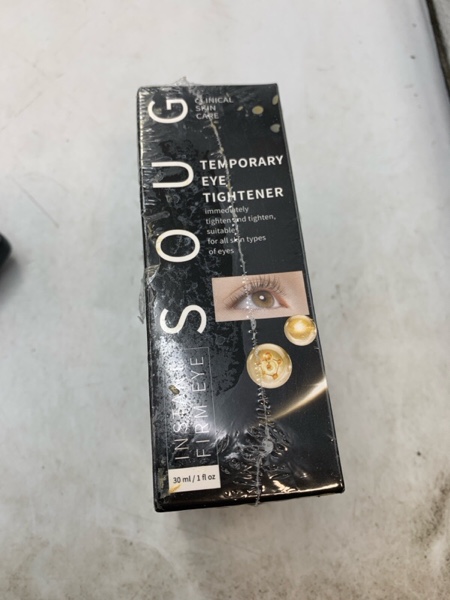 SOUG
CLINICAL
SKIN
CARE
TEMPORARY
EYE
TIGHTENER
immediately
tighten and tighten,
suitable
for all skin types
of eyes
INSTANT
FIRM EYE
30 ml / 1 fl oz